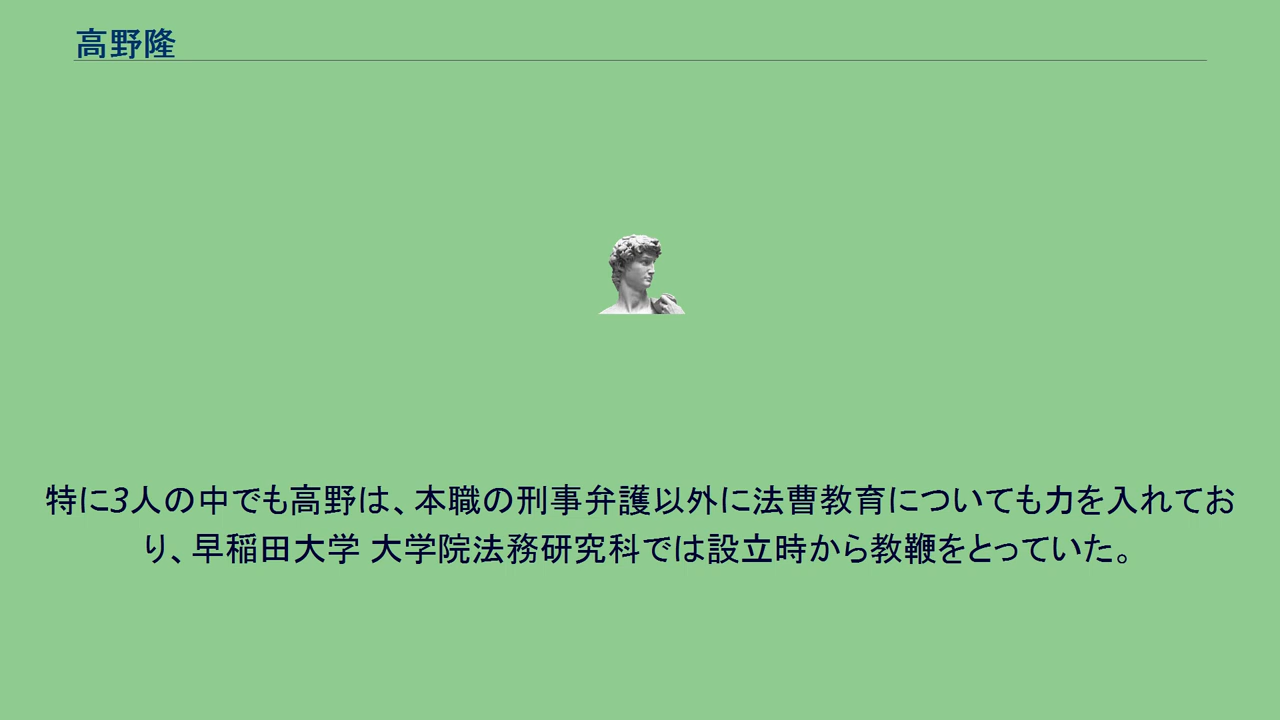 高野隆
特に3人の中でも高野は、本職の刑事弁護以外に法曹教育についても力を入れてお
り、早稲田大学 大学院法務研究科では設立時から教鞭をとっていた。